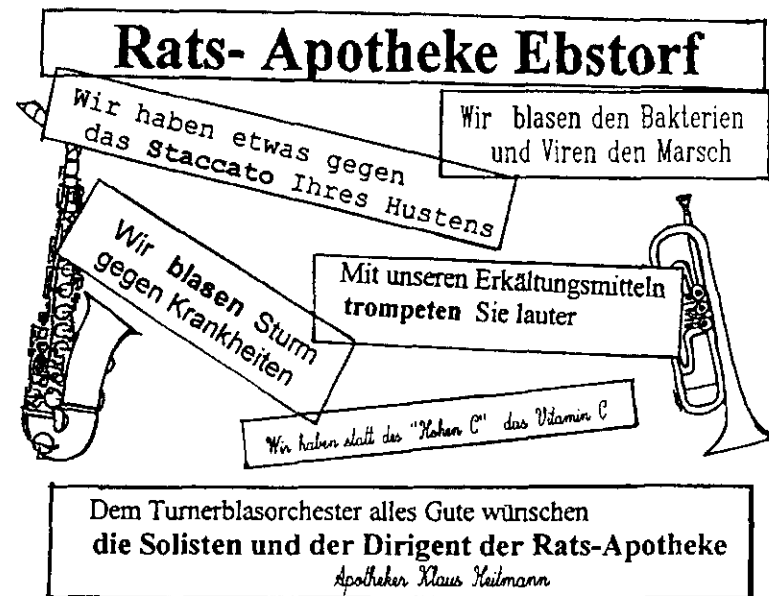 Rats- Apotheke Ebstorf
Wir haben etwas gegen
das Staccato Ihres Hustens
Wir blasen den Bakterien
und Viren den Marsch
Wir blasen Sturm
gegen Krankheiten
Mit unseren Erkältungsmitteln
trompeten Sie lauter
Wir haben statt des "Hohen C" das Vitamin C
Dem Turnerblasorchester alles Gute wünschen
die Solisten und der Dirigent der Rats-Apotheke
Apotheker Klaus Heitmann